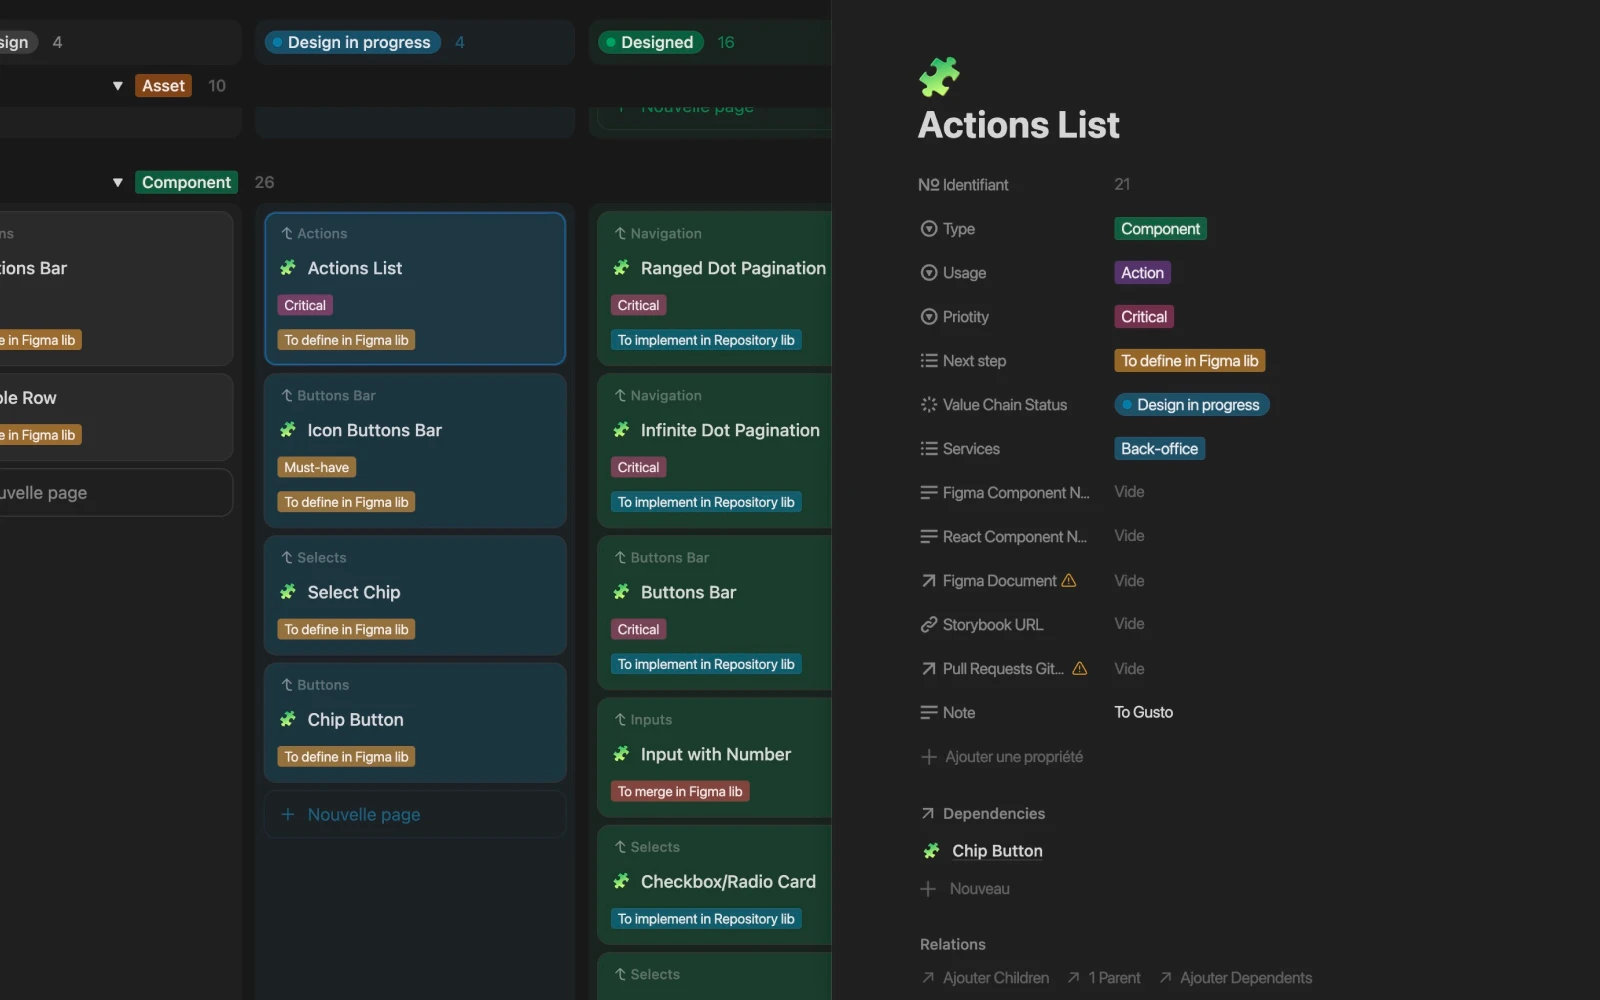 sign 4
Design in progress 4
Designed 16
Asset 10
Nouvelle page
Component 26
ns
ions Bar
e in Figma lib
ble Row
e in Figma lib
uvelle page
Actions
Actions List
Critical
To define in Figma lib
Buttons Bar
Icon Buttons Bar
Must-have
To define in Figma lib
Selects
Select Chip
To define in Figma lib
Buttons
Chip Button
To define in Figma lib
+ Nouvelle page
Navigation
Ranged Dot Pagination
Critical
To implement in Repository lib
Navigation
Infinite Dot Pagination
Critical
To implement in Repository lib
Buttons Bar
Buttons Bar
Critical
To implement in Repository lib
Inputs
Input with Number
To merge in Figma lib
Selects
Checkbox/Radio Card
To implement in Repository lib
Selects
Actions List
№ Identifiant 21
Type Component
Usage Action
Priotity Critical
Next step To define in Figma lib
Value Chain Status Design in progress
Services Back-office
Figma Component N... Vide
React Component N... Vide
Figma Document Vide
Storybook URL Vide
Pull Requests Git... Vide
Note To Gusto
+ Ajouter une propriété
Dependencies
Chip Button
+ Nouveau
Relations
Ajouter Children 1 Parent Ajouter Dependents